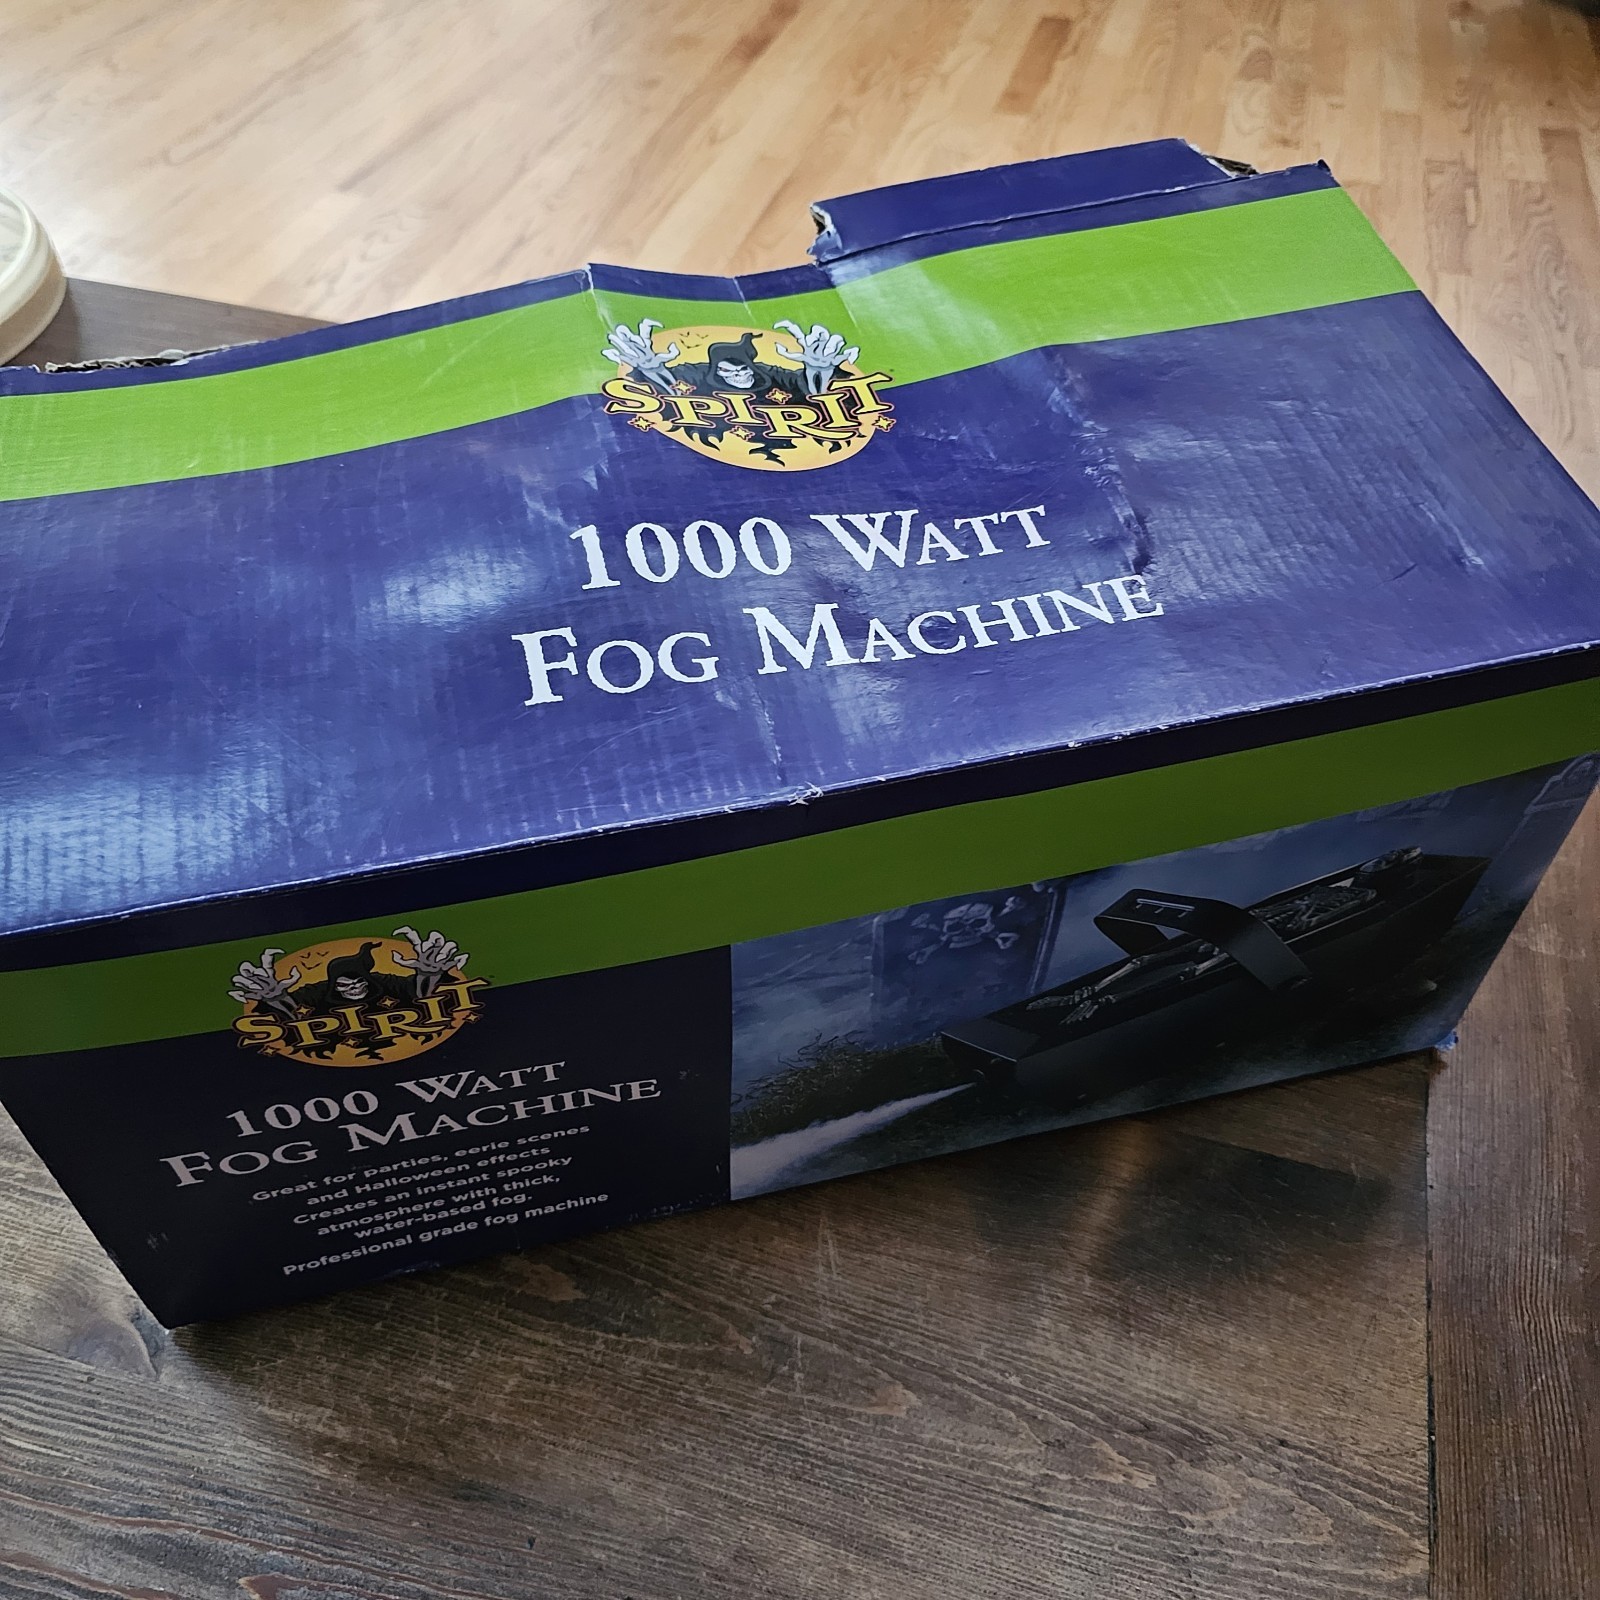 SPIRIT
1000 WATT
FOG MACHINE
SPIRIT
1000 WATT
FOG MACHINE
Great for parties, eerie scenes
and Halloween effects
Creates an instant spooky
atmosphere with thick,
water-based fog.
Professional grade fog machine